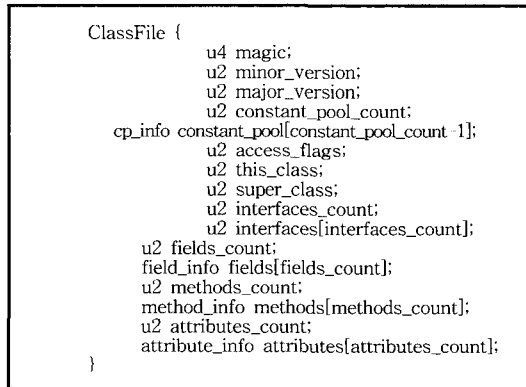 ClassFile {
u4 magic;
u2 minor_version;
u2 major_version;
u2 constant_pool_count;
cp_info constant_pool[constant_pool_count-1];
u2 access_flags;
u2 this_class;
u2 super_class;
u2 interfaces_count;
u2 interfaces[interfaces_count];
u2 fields_count;
field_info fields[fields_count];
u2 methods_count;
method_info methods[methods_count];
u2 attributes_count;
attribute_info attributes[attributes_count];
}